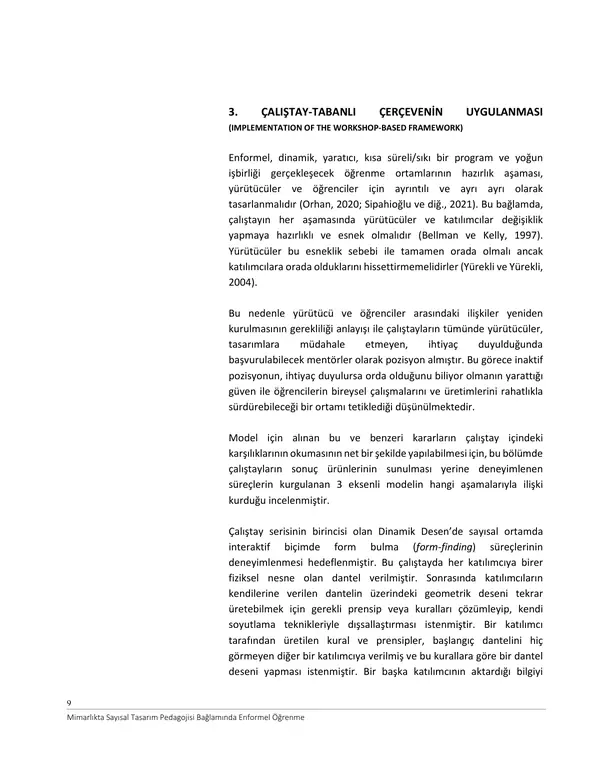 3. ÇALIŞTAY-TABANLI ÇERÇEVENİN UYGULANMASI
(IMPLEMENTATION OF THE WORKSHOP-BASED FRAMEWORK)
Enformel, dinamik, yaratıcı, kısa süreli/sıkı bir program ve yoğun
işbirliği gerçekleşecek öğrenme ortamlarının hazırlık aşaması,
yürütücüler ve öğrenciler için ayrıntılı ve ayrı ayrı olarak
tasarlanmalıdır (Orhan, 2020; Sipahioğlu ve diğ., 2021). Bu bağlamda,
çalıştayın her aşamasında yürütücüler ve katılımcılar değişiklik
yapmaya hazırlıklı ve esnek olmalıdır (Bellman ve Kelly, 1997).
Yürütücüler bu esneklik sebebi ile tamamen orada olmalı ancak
katılımcılara orada olduklarını hissettirmemelidirler (Yürekli ve Yürekli,
2004).
Bu nedenle yürütücü ve öğrenciler arasındaki ilişkiler yeniden
kurulmasının gerekliliği anlayışı ile çalıştayların tümünde yürütücüler,
tasarımlara müdahale etmeyen, ihtiyaç duyulduğunda
başvurulabilecek mentörler olarak pozisyon almıştır. Bu görece inaktif
pozisyonun, ihtiyaç duyulursa orda olduğunu biliyor olmanın yarattığı
güven ile öğrencilerin bireysel çalışmalarını ve üretimlerini rahatlıkla
sürdürebileceği bir ortamı tetiklediği düşünülmektedir.
Model için alınan bu ve benzeri kararların çalıştay içindeki
karşılıklarının okumasının net bir şekilde yapılabilmesi için, bu bölümde
çalıştayların sonuç ürünlerinin sunulması yerine deneyimlenen
süreçlerin kurgulanan 3 eksenli modelin hangi aşamalarıyla ilişki
kurduğu incelenmiştir.
Çalıştay serisinin birincisi olan Dinamik Desen’de sayısal ortamda
interaktif biçimde form bulma (form-finding) süreçlerinin
deneyimlenmesi hedeflenmiştir. Bu çalıştayda her katılımcıya birer
fiziksel nesne olan dantel verilmiştir. Sonrasında katılımcıların
kendilerine verilen dantelin üzerindeki geometrik deseni tekrar
üretebilmek için gerekli prensip veya kuralları çözümleyip, kendi
soyutlama teknikleriyle dışsallaştırması istenmiştir. Bir katılımcı
tarafından üretilen kural ve prensipler, başlangıç dantelini hiç
görmeyen diğer bir katılımcıya verilmiş ve bu kurallara göre bir dantel
deseni yapması istenmiştir. Bir başka katılımcının aktardığı bilgiyi
9
Mimarlıkta Sayısal Tasarım Pedagojisi Bağlamında Enformel Öğrenme